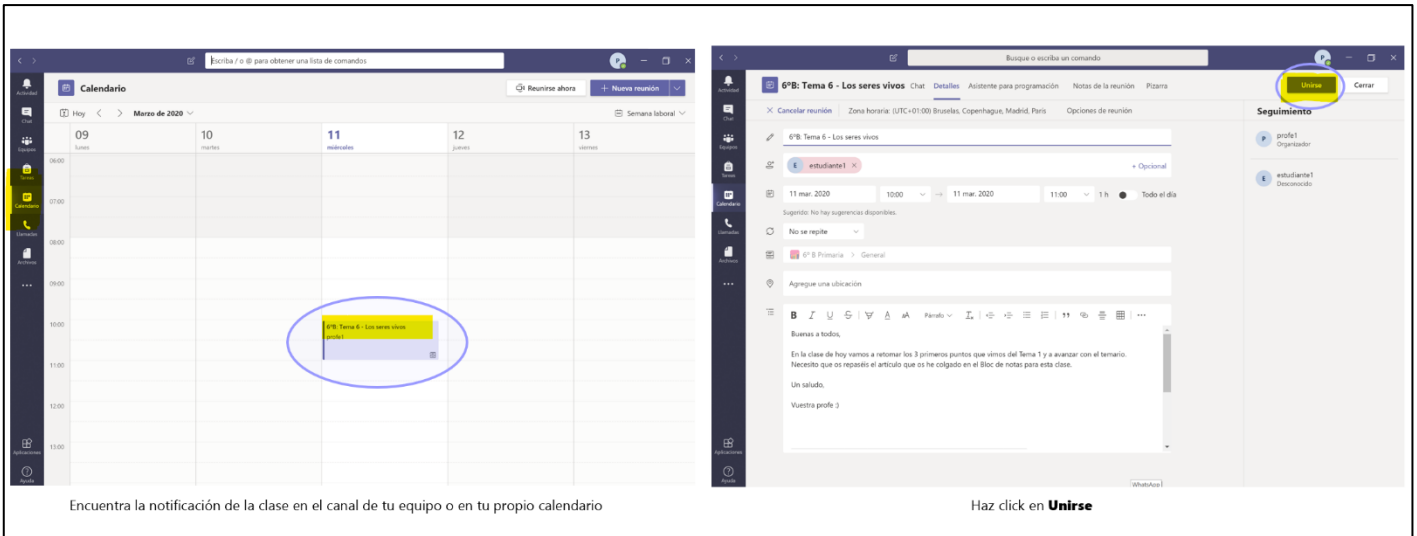 Escriba / o @ para obtener una lista de comandos
P
Actividad
Chat
Equipos
Tareas
Calendario
Llamadas
Archivos
Aplicaciones
Ayuda
Calendario
Reunirse ahora
+ Nueva reunión
Hoy
Marzo de 2020
Semana laboral
09 lunes
10 martes
11 miércoles
12 jueves
13 viernes
06:00
07:00
08:00
09:00
10:00
11:00
12:00
13:00
6ºB: Tema 6 - Los seres vivos
profe1
Encuentra la notificación de la clase en el canal de tu equipo o en tu propio calendario
Busque o escriba un comando
P
Actividad
Chat
Equipos
Tareas
Calendario
Llamadas
Archivos
Aplicaciones
Ayuda
6ºB: Tema 6 - Los seres vivos Chat Detalles Asistente para programación Notas de la reunión Pizarra
Unirse
Cerrar
Cancelar reunión
Zona horaria: (UTC+01:00) Bruselas, Copenhague, Madrid, París
Opciones de reunión
6ºB: Tema 6 - Los seres vivos
E estudiante1
+ Opcional
11 mar. 2020 10:00 → 11 mar. 2020 11:00 1 h Todo el día
Sugerido: No hay sugerencias disponibles.
No se repite
6º B Primaria > General
Agregue una ubicación
Párrafo
Buenas a todos,
En la clase de hoy vamos a retomar los 3 primeros puntos que vimos del Tema 1 y a avanzar con el temario.
Necesito que os repaséis el artículo que os he colgado en el Bloc de notas para esta clase.
Un saludo,
Vuestra profe :)
Seguimiento
P profe1
Organizador
E estudiante1
Desconocido
WhatsApp
Haz click en Unirse